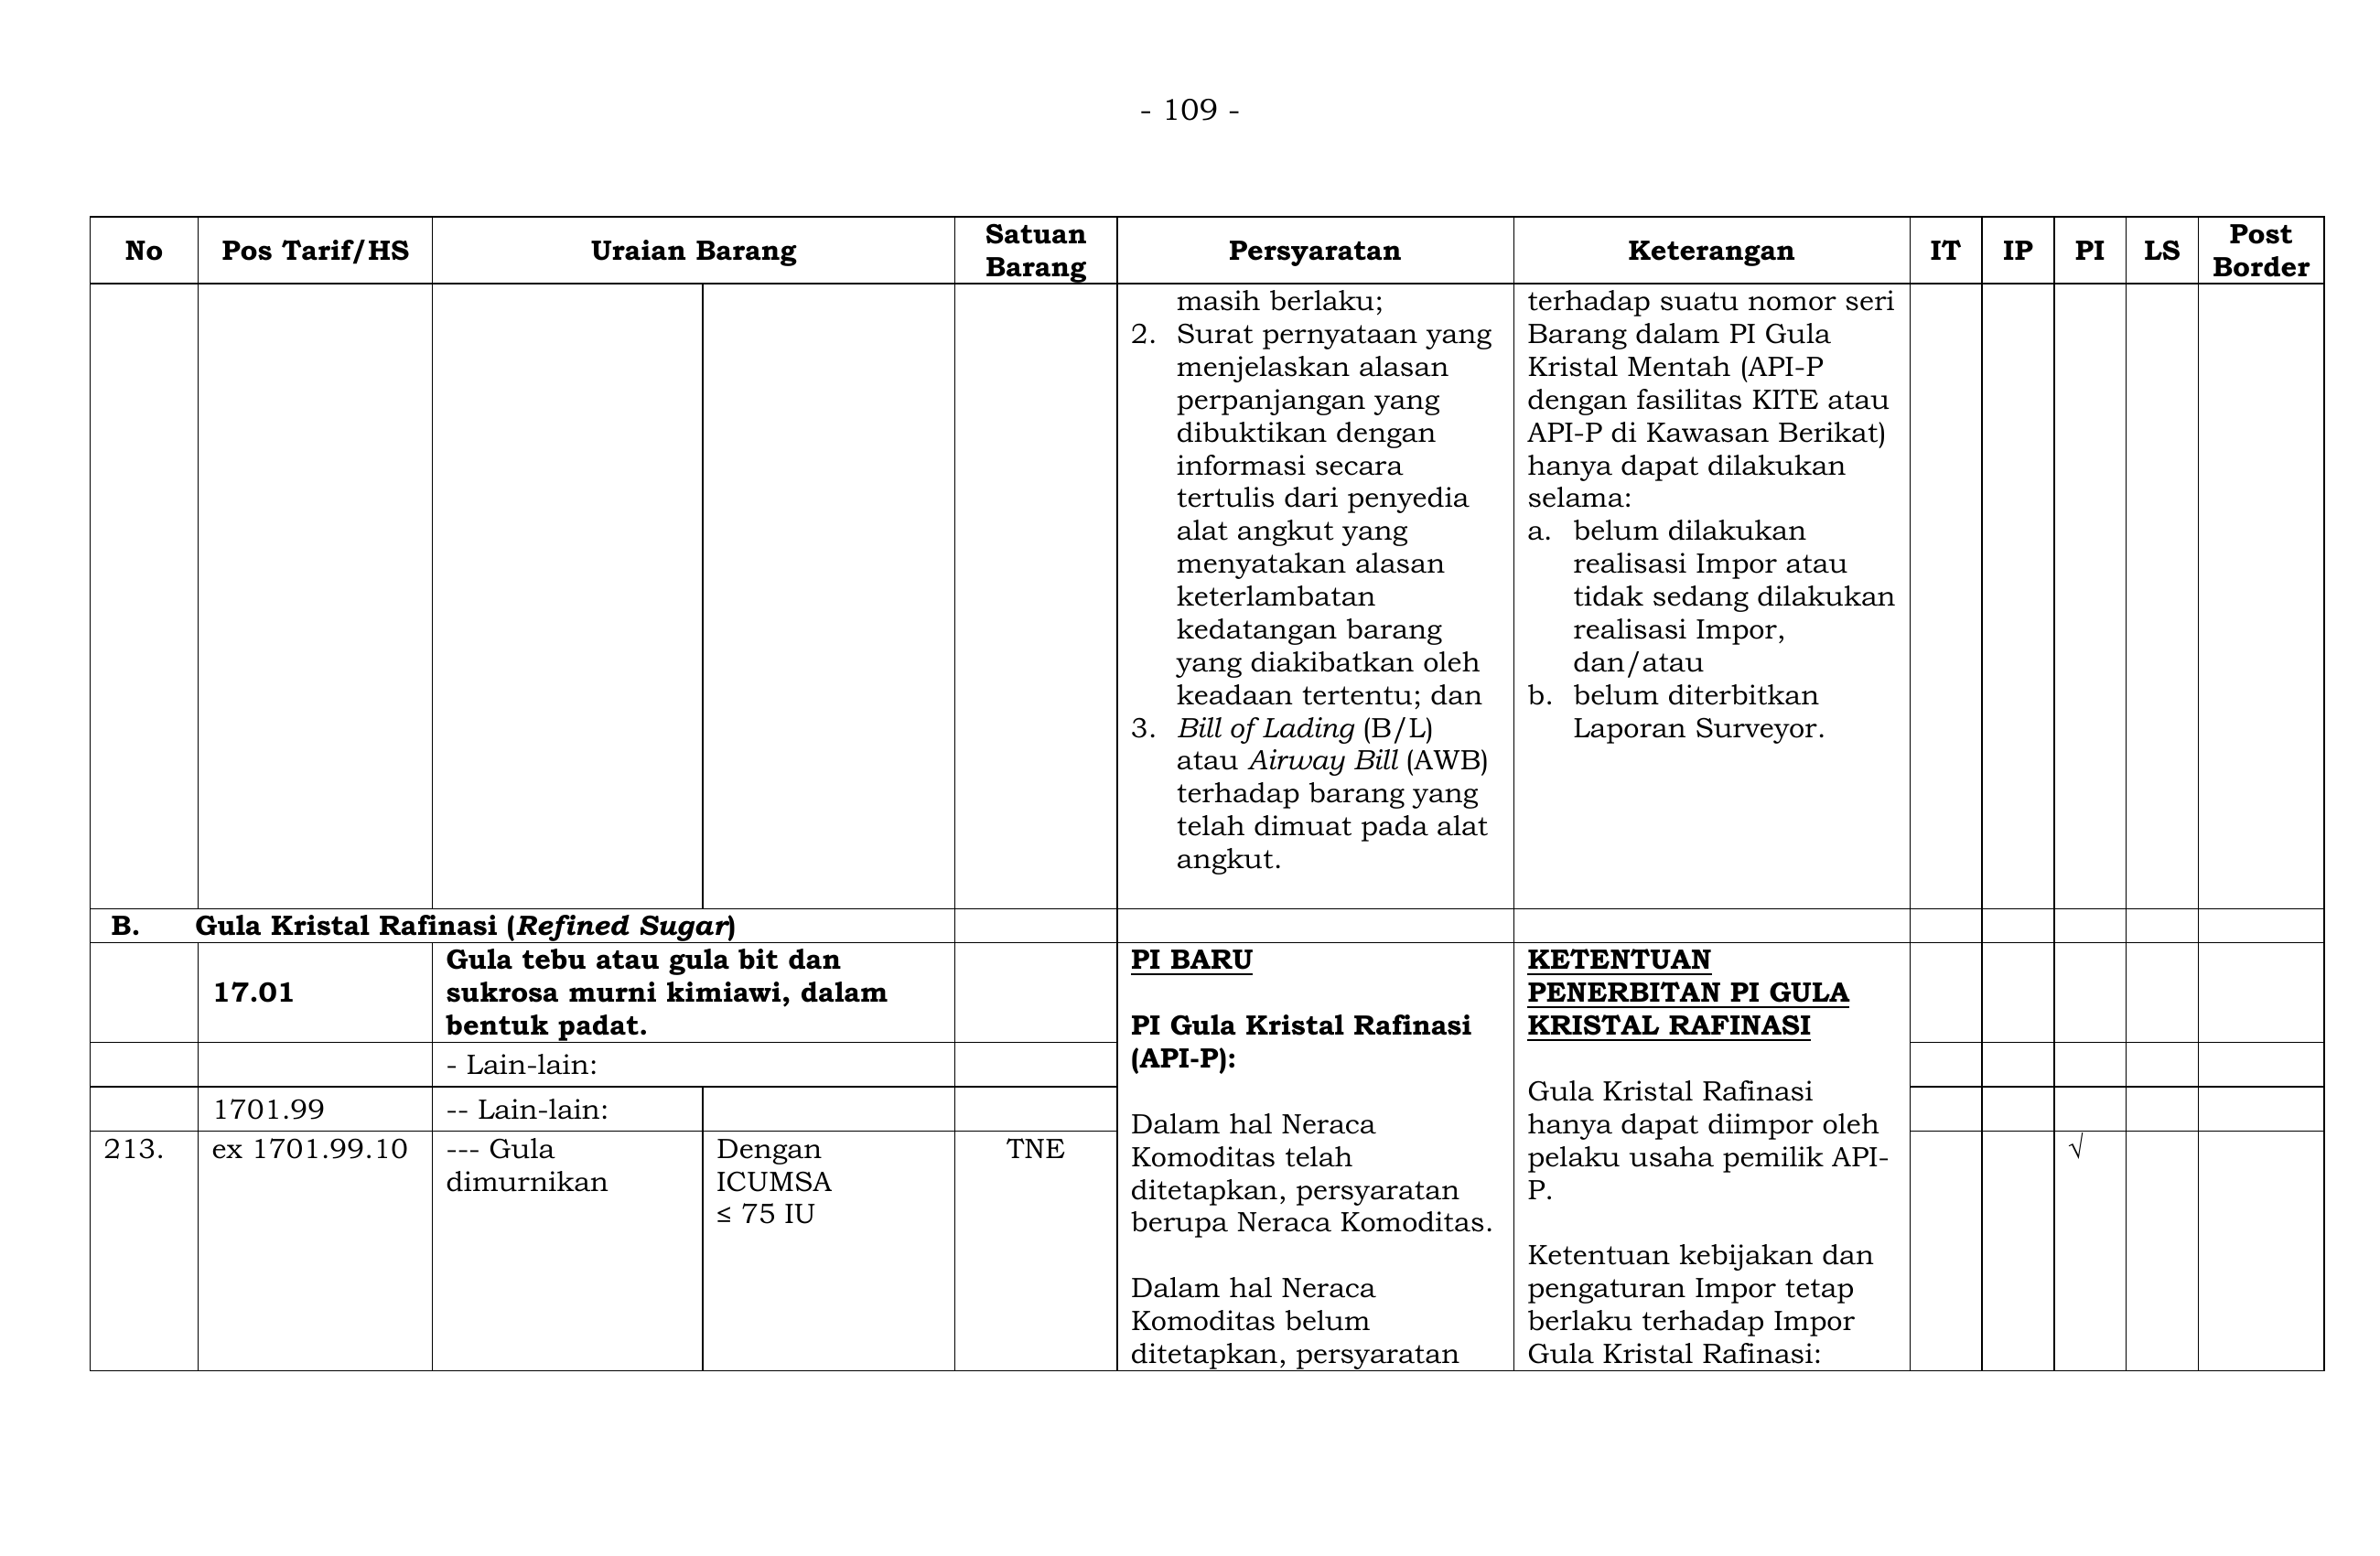 - 109 -
No
Pos Tarif/HS
Uraian Barang
Satuan
Barang
Persyaratan
Keterangan
IT
IP
PI
LS
Post
Border
masih berlaku;
2. Surat pernyataan yang
menjelaskan alasan
perpanjangan yang
dibuktikan dengan
informasi secara
tertulis dari penyedia
alat angkut yang
menyatakan alasan
keterlambatan
kedatangan barang
yang diakibatkan oleh
keadaan tertentu; dan
3. Bill of Lading (B/L)
atau Airway Bill (AWB)
terhadap barang yang
telah dimuat pada alat
angkut.
terhadap suatu nomor seri
Barang dalam PI Gula
Kristal Mentah (API-P
dengan fasilitas KITE atau
API-P di Kawasan Berikat)
hanya dapat dilakukan
selama:
a. belum dilakukan
realisasi Impor atau
tidak sedang dilakukan
realisasi Impor,
dan/atau
b. belum diterbitkan
Laporan Surveyor.
B. Gula Kristal Rafinasi (Refined Sugar)
17.01
Gula tebu atau gula bit dan
sukrosa murni kimiawi, dalam
bentuk padat.
- Lain-lain:
1701.99
-- Lain-lain:
213.
ex 1701.99.10
--- Gula
dimurnikan
Dengan
ICUMSA
≤ 75 IU
TNE
PI BARU
PI Gula Kristal Rafinasi
(API-P):
Dalam hal Neraca
Komoditas telah
ditetapkan, persyaratan
berupa Neraca Komoditas.
Dalam hal Neraca
Komoditas belum
ditetapkan, persyaratan
KETENTUAN
PENERBITAN PI GULA
KRISTAL RAFINASI
Gula Kristal Rafinasi
hanya dapat diimpor oleh
pelaku usaha pemilik API-
P.
Ketentuan kebijakan dan
pengaturan Impor tetap
berlaku terhadap Impor
Gula Kristal Rafinasi:
√